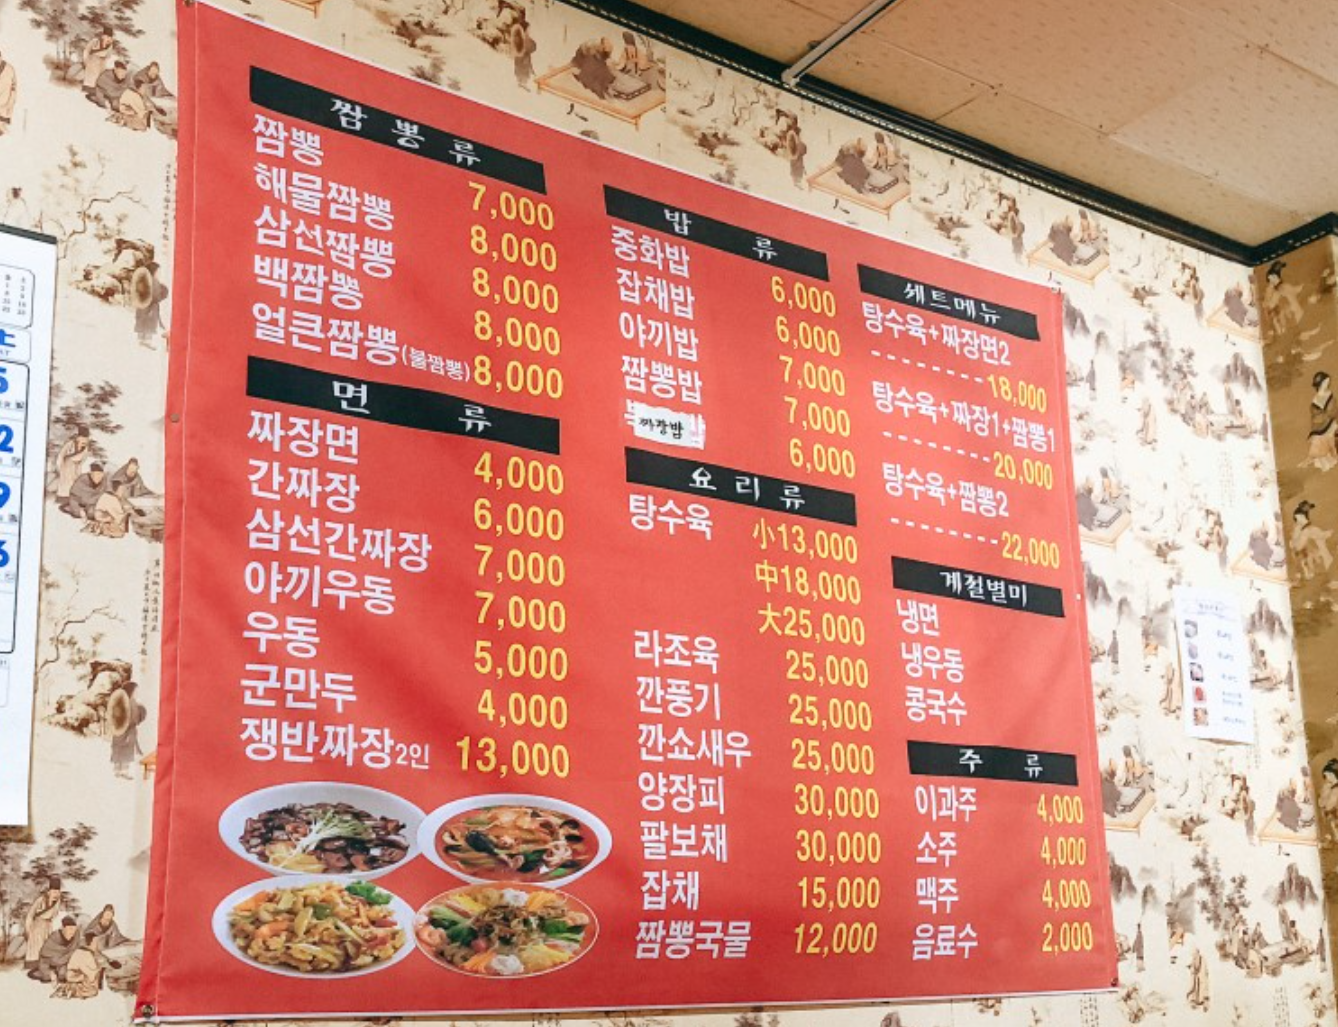 짬뽕류
짬뽕 7,000
해물짬뽕 8,000
삼선짬뽕 8,000
백짬뽕 8,000
얼큰짬뽕(불짬뽕) 8,000
면 류
짜장면 4,000
간짜장 6,000
삼선간짜장 7,000
야끼우동 7,000
우동 5,000
군만두 4,000
쟁반짜장2인 13,000
밥 류
중화밥 6,000
잡채밥 6,000
야끼밥 7,000
짬뽕밥 7,000
짜장밥 6,000
요리류
탕수육 小13,000
中18,000
大25,000
라조육 25,000
깐풍기 25,000
깐쇼새우 25,000
양장피 30,000
팔보채 30,000
잡채 15,000
짬뽕국물 12,000
세트메뉴
탕수육+짜장면2
-------18,000
탕수육+짜장1+짬뽕1
-------20,000
탕수육+짬뽕2
-------22,000
계절별미
냉면
냉우동
콩국수
주 류
이과주 4,000
소주 4,000
맥주 4,000
음료수 2,000